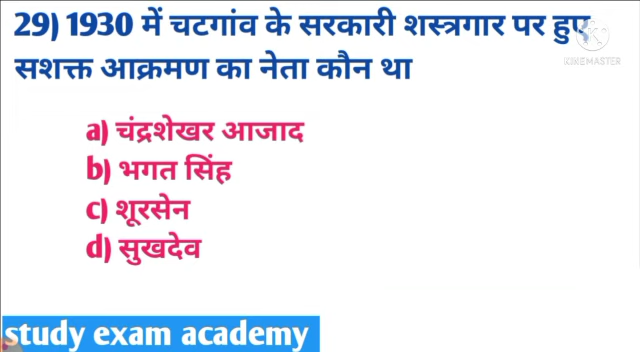 29) 1930 में चटगांव के सरकारी शस्त्रगार पर हुए
सशक्त आक्रमण का नेता कौन था
KINEMASTER
a) चंद्रशेखर आजाद
b) भगत सिंह
c) शूरसेन
d) सुखदेव
study exam academy